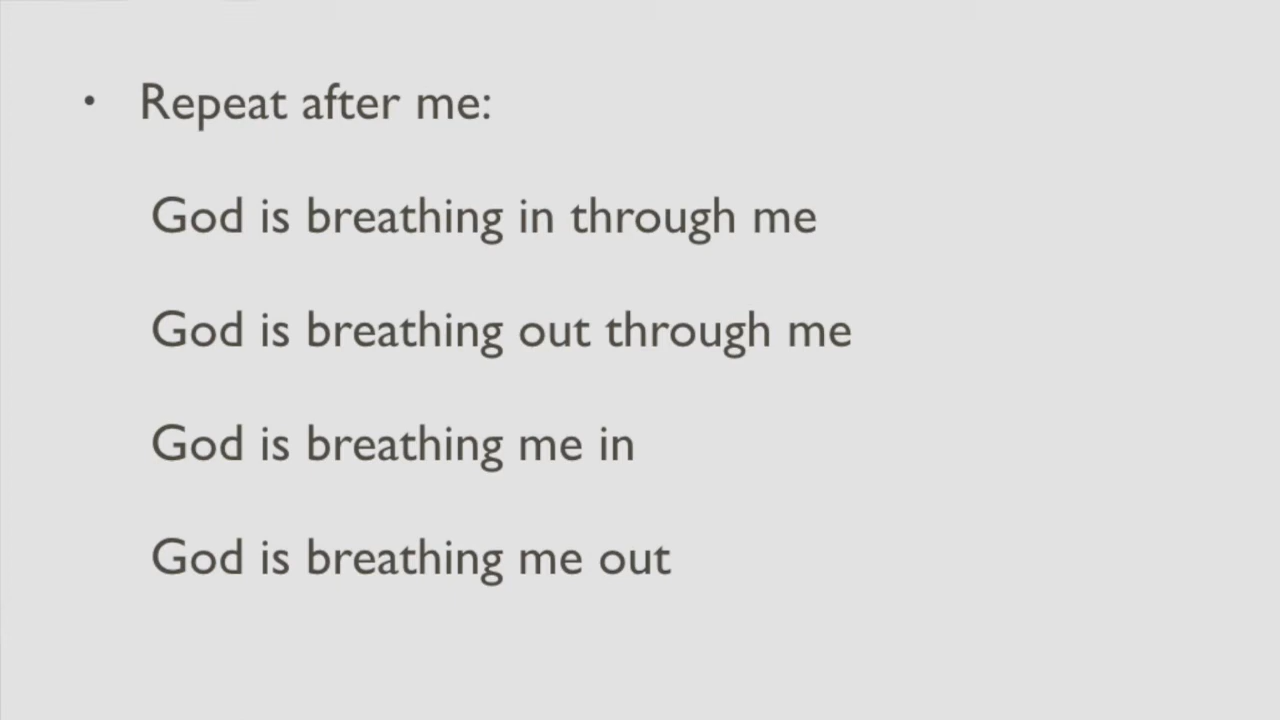 • Repeat after me:
God is breathing in through me
God is breathing out through me
God is breathing me in
God is breathing me out